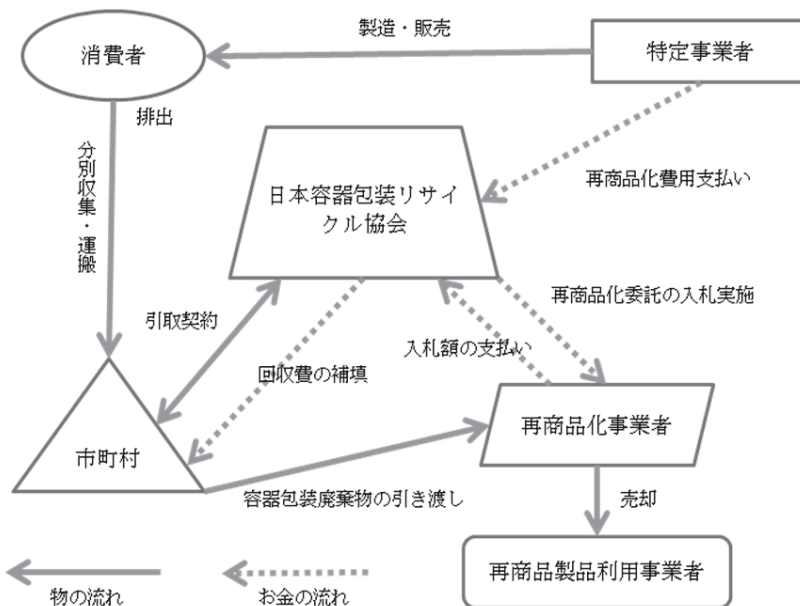 製造・販売
消費者
特定事業者
排出
分別収集・運搬
再商品化費用支払い
日本容器包装リサイ
クル協会
再商品化委託の入札実施
引取契約
入札額の支払い
回収費の補填
再商品化事業者
市町村
容器包装廃棄物の引き渡し
売却
再商品製品利用事業者
物の流れ
お金の流れ